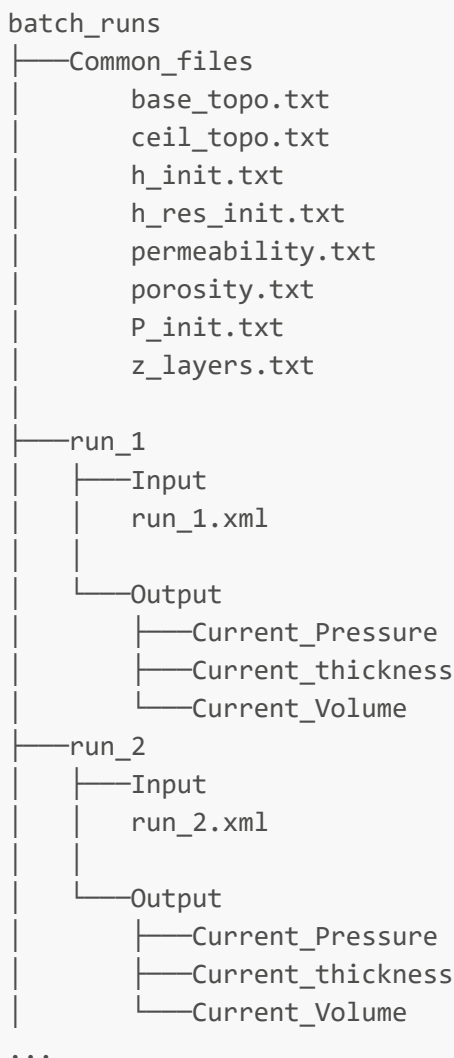 batch_runs
├───Common_files
│       base_topo.txt
│       ceil_topo.txt
│       h_init.txt
│       h_res_init.txt
│       permeability.txt
│       porosity.txt
│       P_init.txt
│       z_layers.txt
│
├───run_1
│   ├───Input
│   │   run_1.xml
│   │
│   └───Output
│       ├───Current_Pressure
│       ├───Current_thickness
│       └───Current_Volume
├───run_2
│   ├───Input
│   │   run_2.xml
│   │
│   └───Output
│       ├───Current_Pressure
│       ├───Current_thickness
│       └───Current_Volume
...